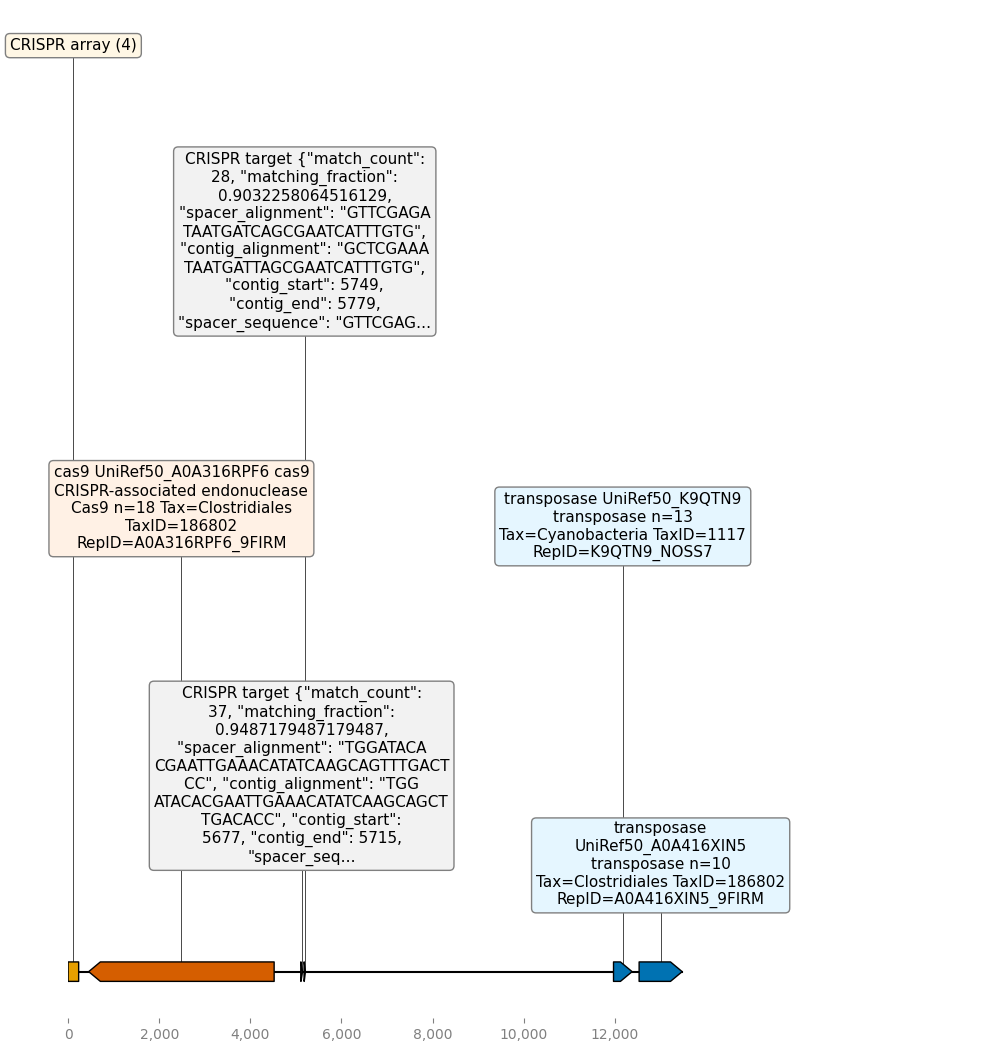 CRISPR array (4)
CRISPR target {"match_count":
28, "matching_fraction":
0.9032258064516129,
"spacer_alignment": "GTTCGAGA
TAATGATCAGCGAATCATTTGTG",
"contig_alignment": "GCTCGAAA
TAATGATTAGCGAATCATTTGTG",
"contig_start": 5749,
"contig_end": 5779,
"spacer_sequence": "GTTCGAG…
cas9 UniRef50_A0A316RPF6 cas9
CRISPR-associated endonuclease
Cas9 n=18 Tax=Clostridiales
TaxID=186802
RepID=A0A316RPF6_9FIRM
transposase UniRef50_K9QTN9
transposase n=13
Tax=Cyanobacteria TaxID=1117
RepID=K9QTN9_NOSS7
CRISPR target {"match_count":
37, "matching_fraction":
0.9487179487179487,
"spacer_alignment": "TGGATACA
CGAATTGAAACATATCAAGCAGTTTGACT
CC", "contig_alignment": "TGG
ATACACGAATTGAAACATATCAAGCAGCT
TGACACC", "contig_start":
5677, "contig_end": 5715,
"spacer_seq…
transposase
UniRef50_A0A416XIN5
transposase n=10
Tax=Clostridiales TaxID=186802
RepID=A0A416XIN5_9FIRM
0
2,000
4,000
6,000
8,000
10,000
12,000